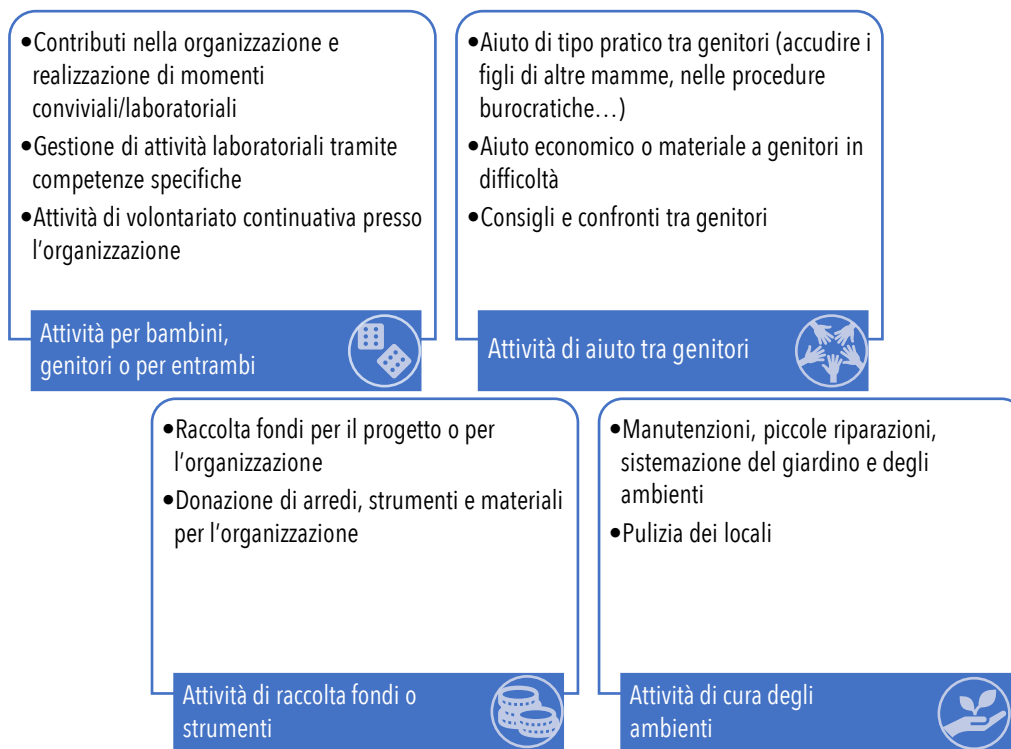 •Contributi nella organizzazione e
realizzazione di momenti
conviviali/laboratoriali
•Gestione di attività laboratoriali tramite
competenze specifiche
•Attività di volontariato continuativa presso
l'organizzazione
Attività per bambini,
genitori o per entrambi
•Aiuto di tipo pratico tra genitori (accudire i
figli di altre mamme, nelle procedure
burocratiche…)
•Aiuto economico o materiale a genitori in
difficoltà
•Consigli e confronti tra genitori
Attività di aiuto tra genitori
•Raccolta fondi per il progetto o per
l'organizzazione
•Donazione di arredi, strumenti e materiali
per l'organizzazione
Attività di raccolta fondi o
strumenti
•Manutenzioni, piccole riparazioni,
sistemazione del giardino e degli
ambienti
•Pulizia dei locali
Attività di cura degli
ambienti